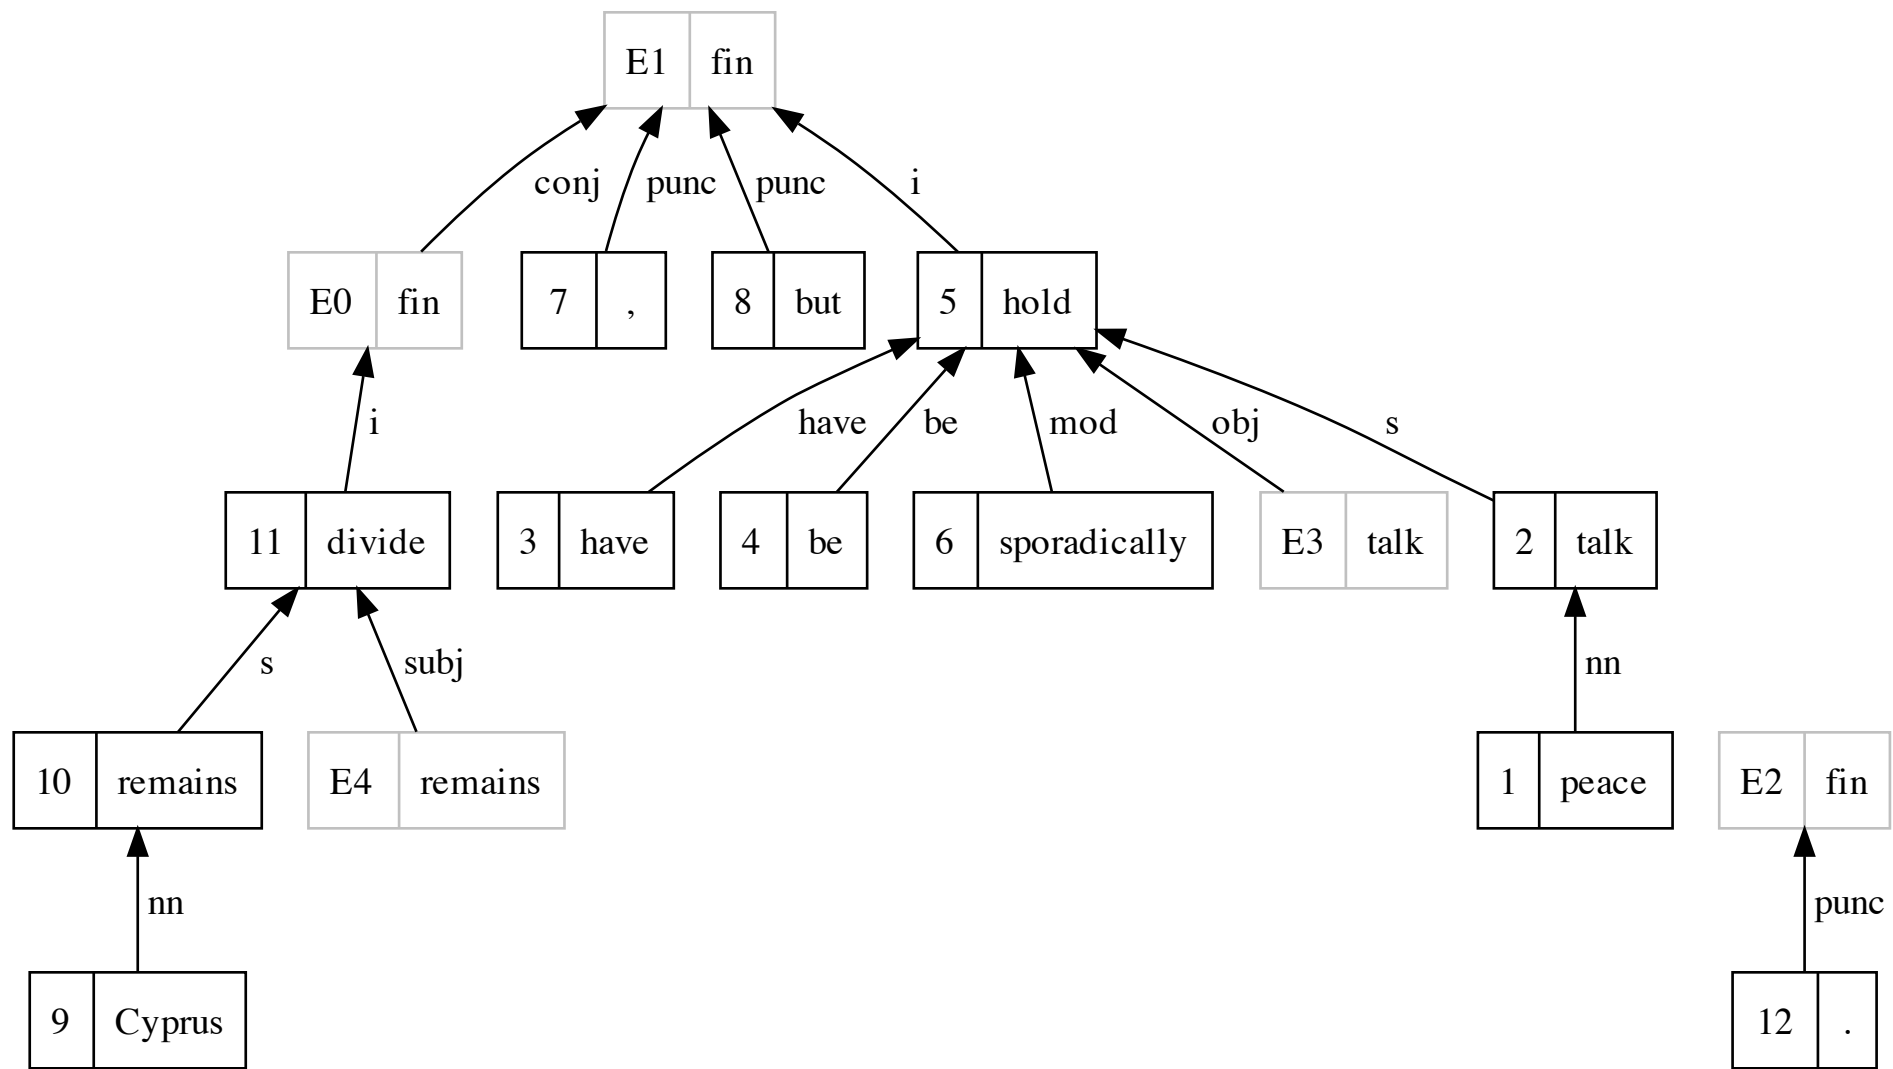 E1 fin
conj punc punc i
E0 fin 7 , 8 but 5 hold
i have be mod obj s
11 divide 3 have 4 be 6 sporadically E3 talk 2 talk
s subj nn
10 remains E4 remains 1 peace E2 fin
nn punc
9 Cyprus 12 .